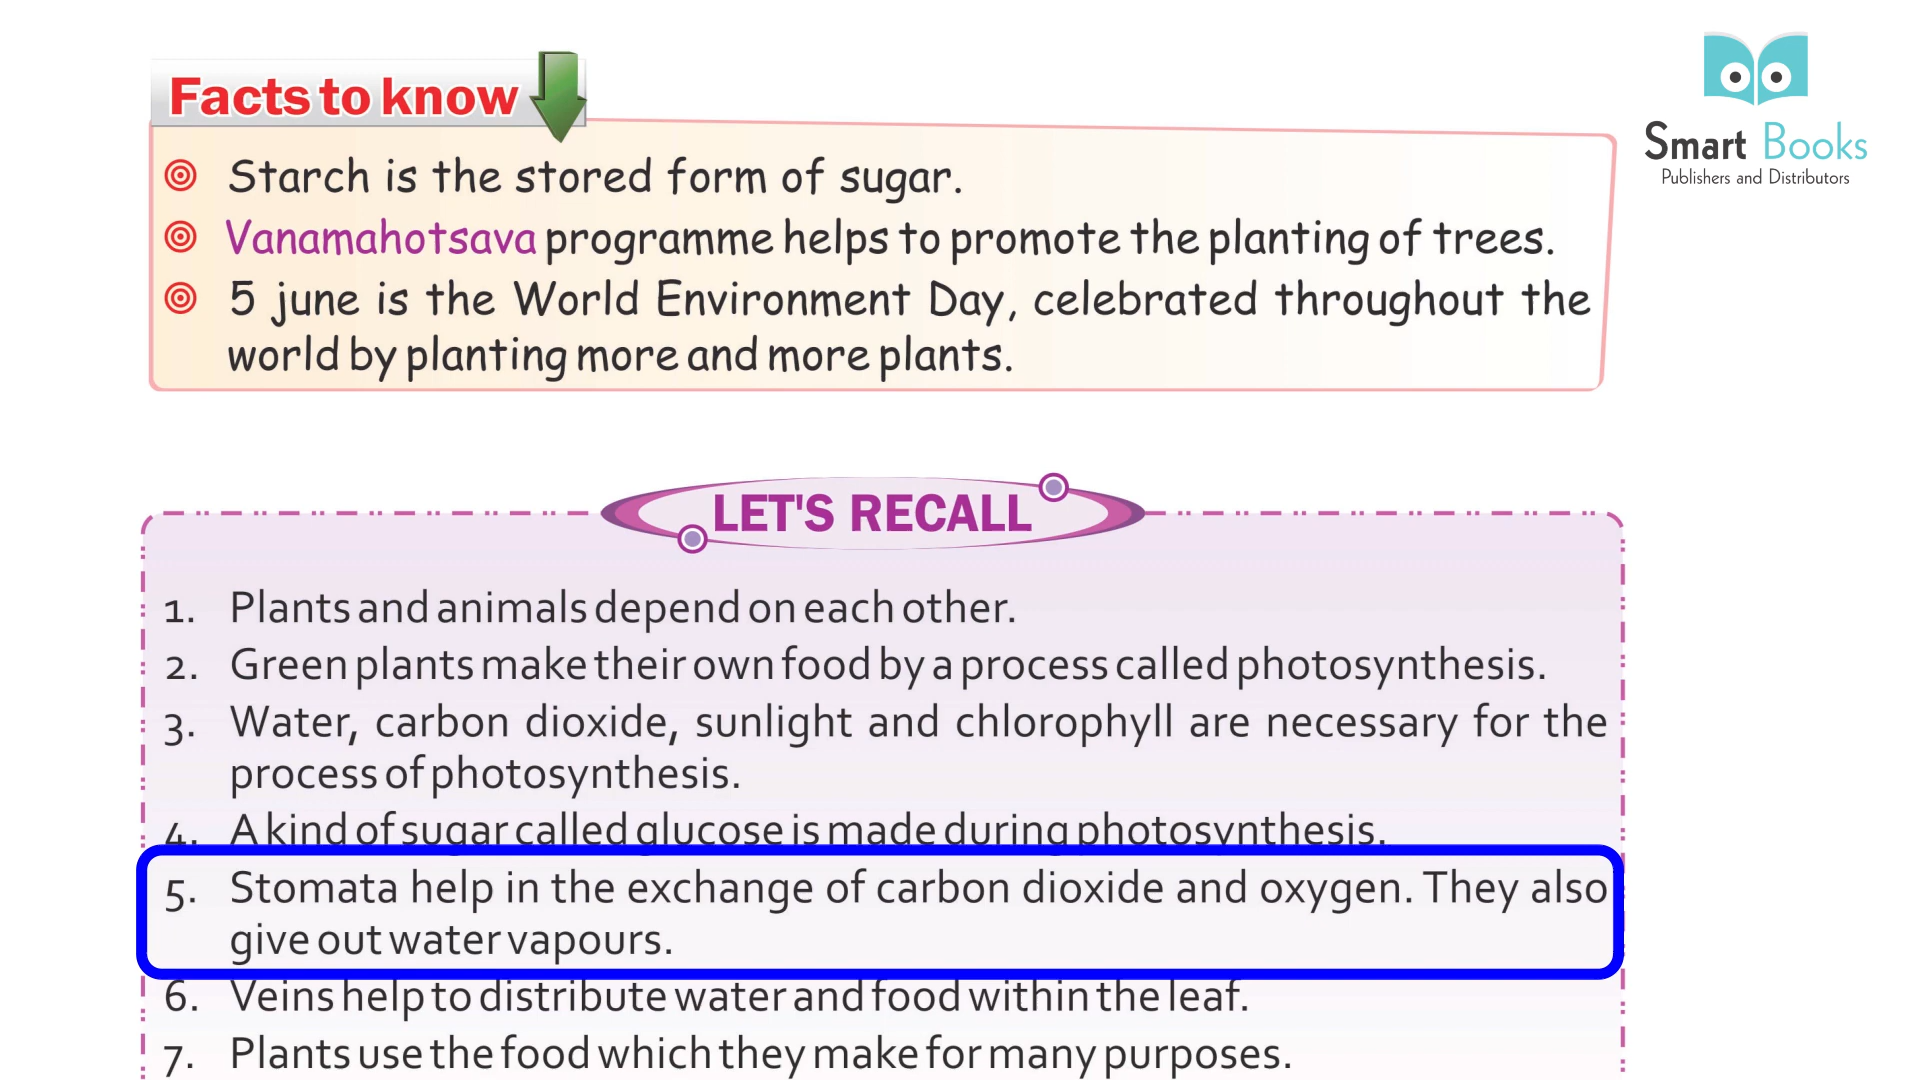 Facts to know
Smart Books
Publishers and Distributors
Starch is the stored form of sugar.
Vanamahotsava programme helps to promote the planting of trees.
5 june is the World Environment Day, celebrated throughout the
world by planting more and more plants.
LET'S RECALL
1. Plants and animals depend on each other.
2. Green plants make their own food by a process called photosynthesis.
3. Water, carbon dioxide, sunlight and chlorophyll are necessary for the
process of photosynthesis.
4. A kind of sugar called glucose is made during photosynthesis.
5. Stomata help in the exchange of carbon dioxide and oxygen. They also
give out water vapours.
6. Veins help to distribute water and food within the leaf.
7. Plants use the food which they make for many purposes.